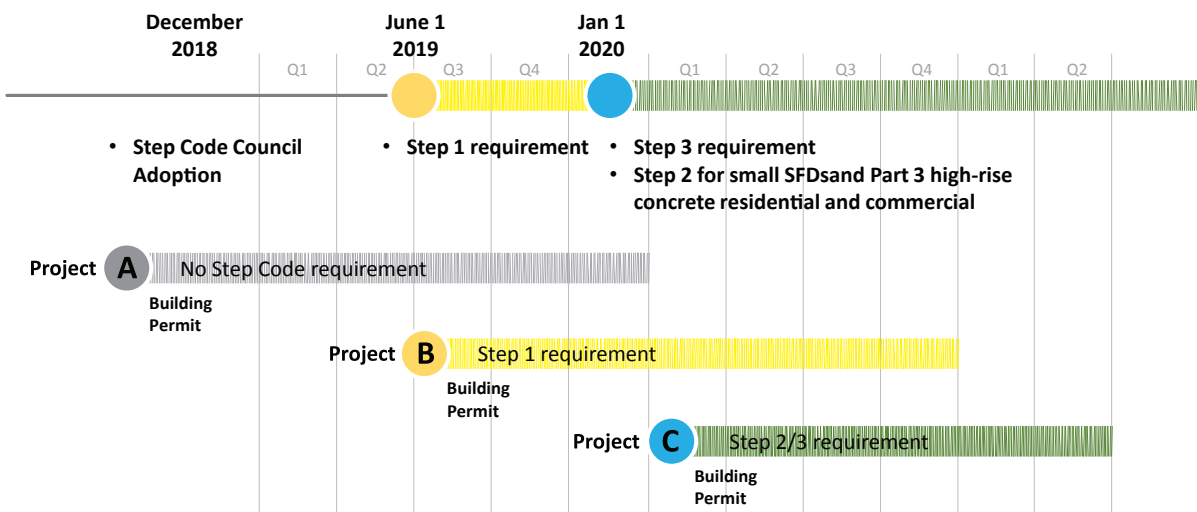 December
2018
June 1
2019
Jan 1
2020
Q1
Q2
Q3
Q4
Q1
Q2
Q3
Q4
Q1
Q2
• Step Code Council
Adoption
• Step 1 requirement
• Step 3 requirement
• Step 2 for small SFDsand Part 3 high-rise
concrete residential and commercial
Project A No Step Code requirement
Building
Permit
Project B Step 1 requirement
Building
Permit
Project C Step 2/3 requirement
Building
Permit